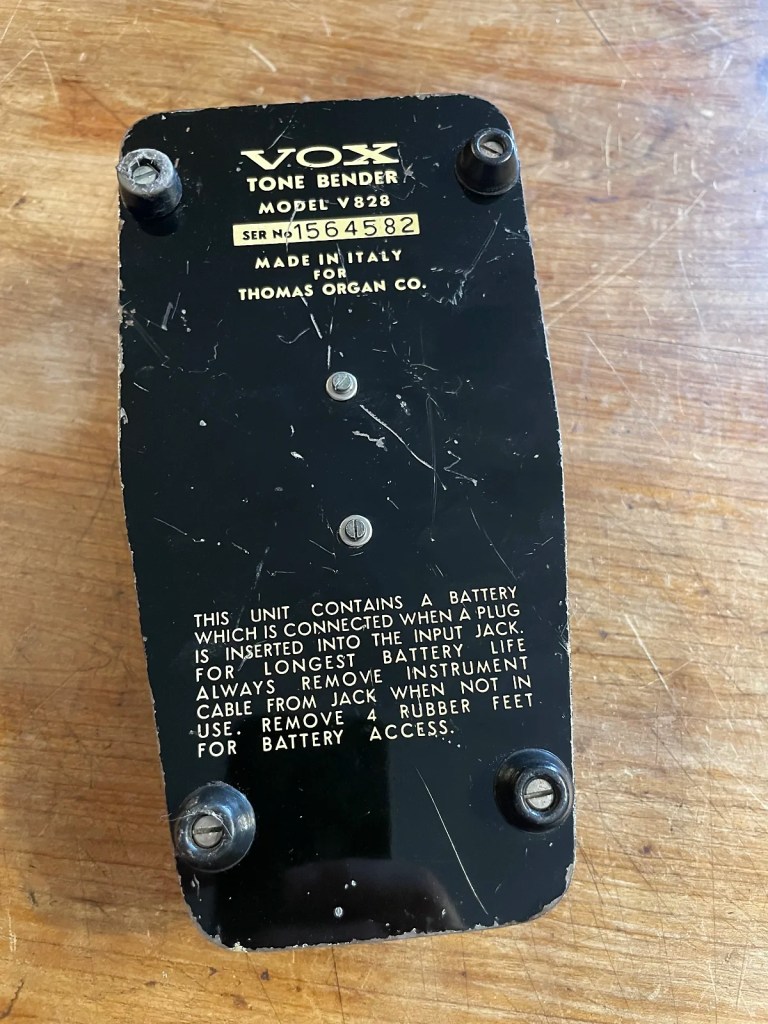 VOX
TONE BENDER
MODEL V828
SER No 1564582
MADE IN ITALY
FOR
THOMAS ORGAN CO.
THIS UNIT CONTAINS A BATTERY
WHICH IS CONNECTED WHEN A PLUG
IS INSERTED INTO THE INPUT JACK.
FOR LONGEST BATTERY LIFE
ALWAYS REMOVE INSTRUMENT
CABLE FROM JACK WHEN NOT IN
USE. REMOVE 4 RUBBER FEET
FOR BATTERY ACCESS.